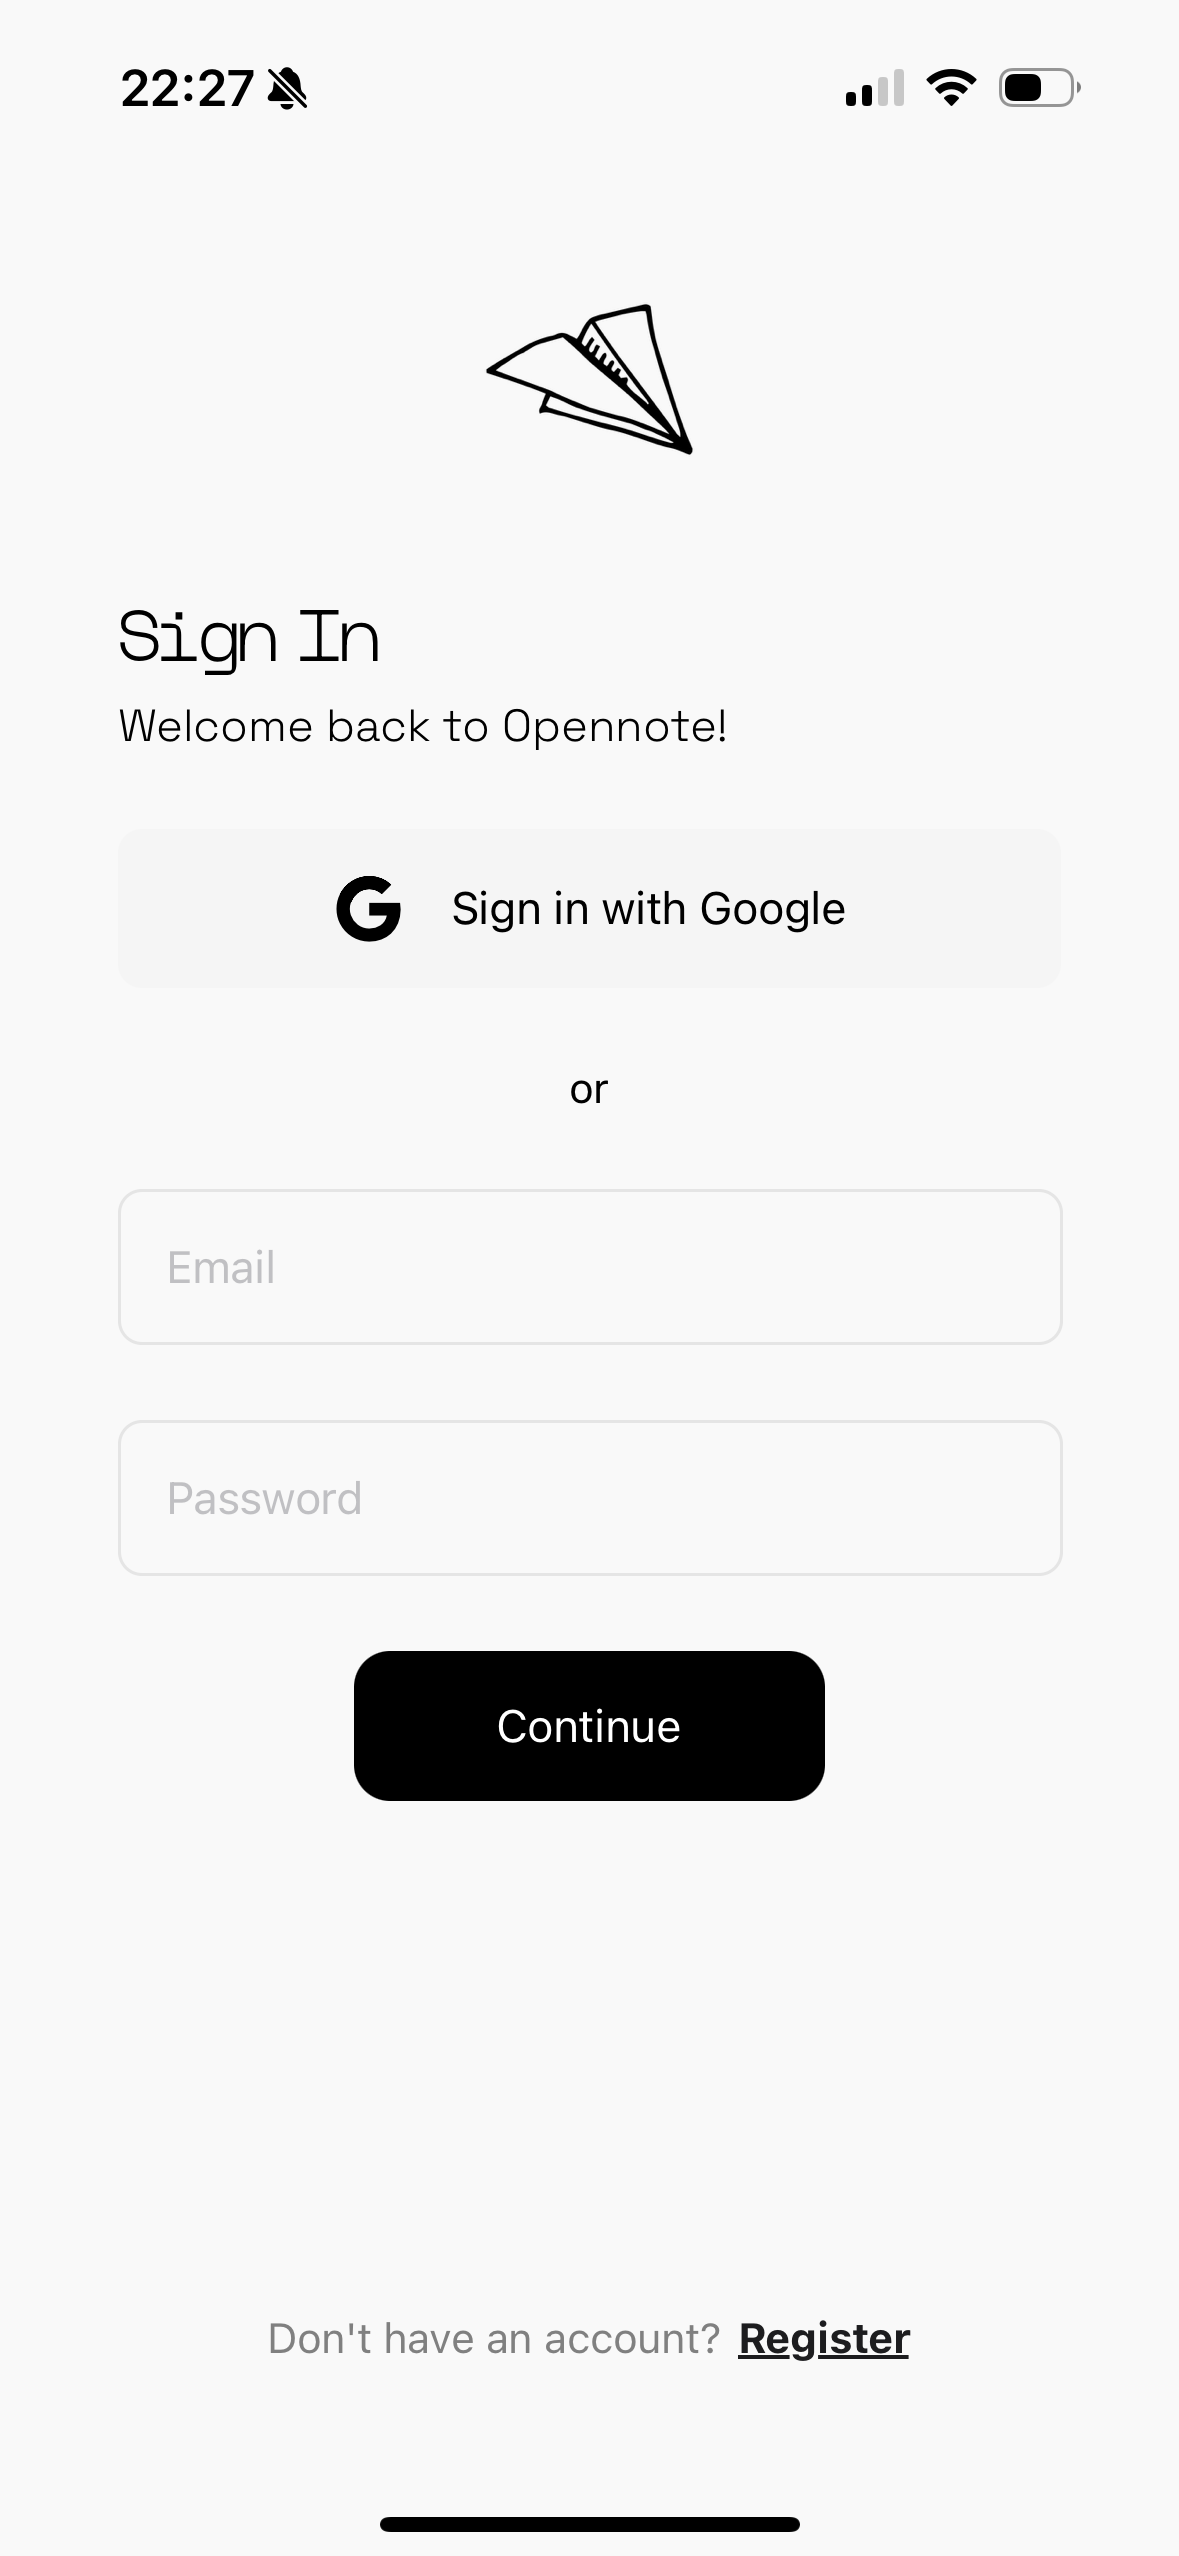 22:27
Sign In
Welcome back to Opennote!
Sign in with Google
or
Email
Password
Continue
Don't have an account? Register